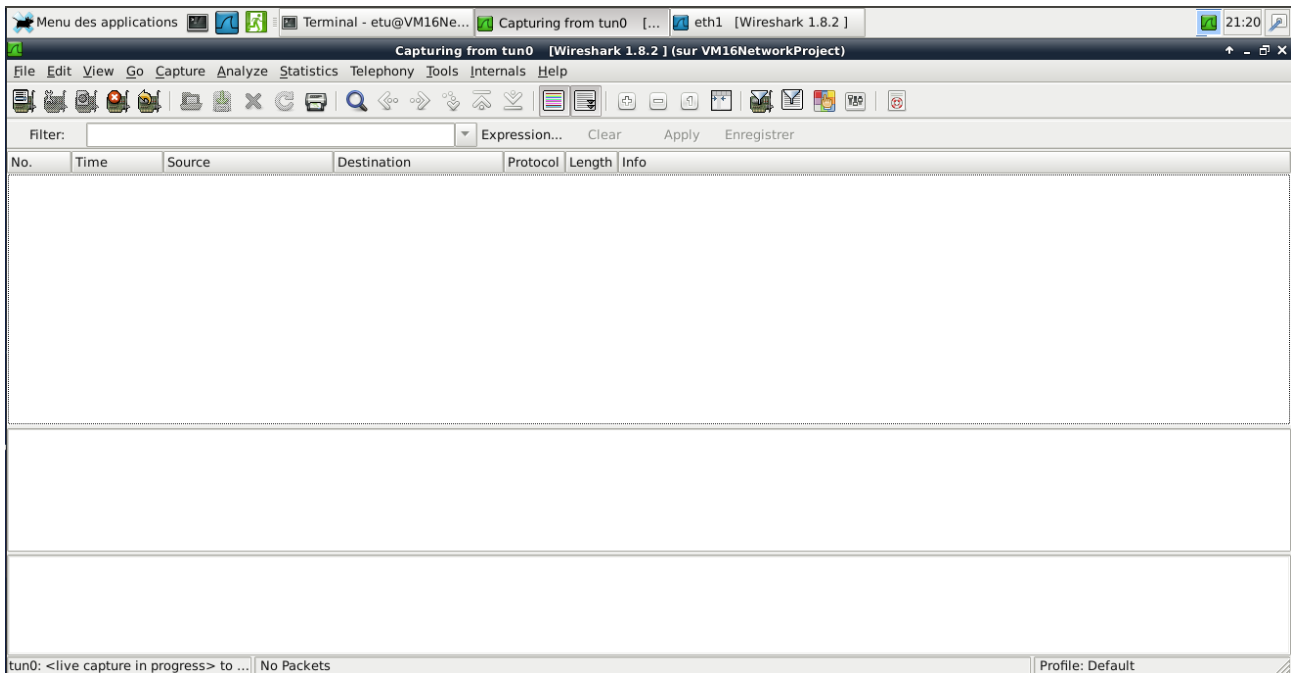 Menu des applications Terminal - etu@VM16Ne... Capturing from tun0 [... eth1 [Wireshark 1.8.2 ] 21:20
Capturing from tun0 [Wireshark 1.8.2 ] (sur VM16NetworkProject)
File Edit View Go Capture Analyze Statistics Telephony Tools Internals Help
Filter: Expression... Clear Apply Enregistrer
No. Time Source Destination Protocol Length Info
tun0: <live capture in progress> to ... No Packets Profile: Default